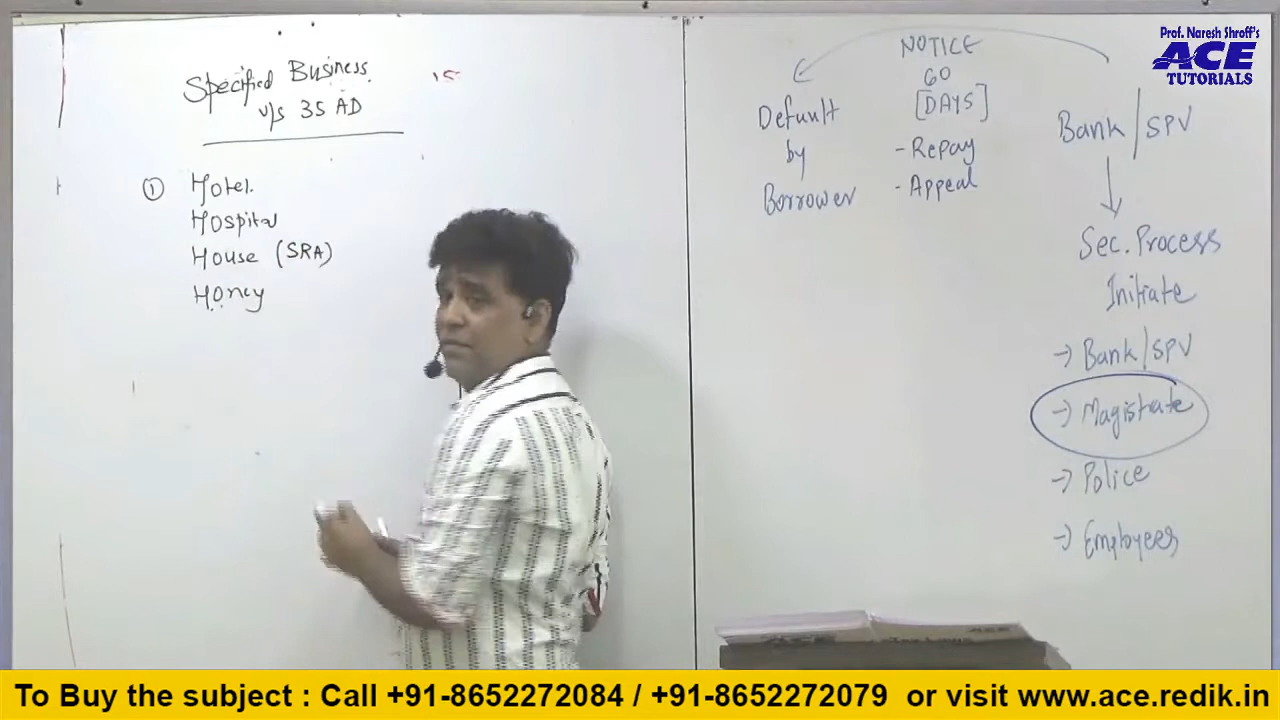 Specified Business
u/s 35 AD
① Hotel.
Hospital
House (SRA)
Honey
15
NOTICE
60
[DAYS]
- Repay
- Appeal
Default
by
Borrower
Bank/SPV
Sec. Process
Initiate
→ Bank/SPV
→ Magistrate
→ Police
→ Employees
Prof. Naresh Shroff's
ACE
TUTORIALS
To Buy the subject : Call +91-8652272084 / +91-8652272079 or visit www.ace.redik.in